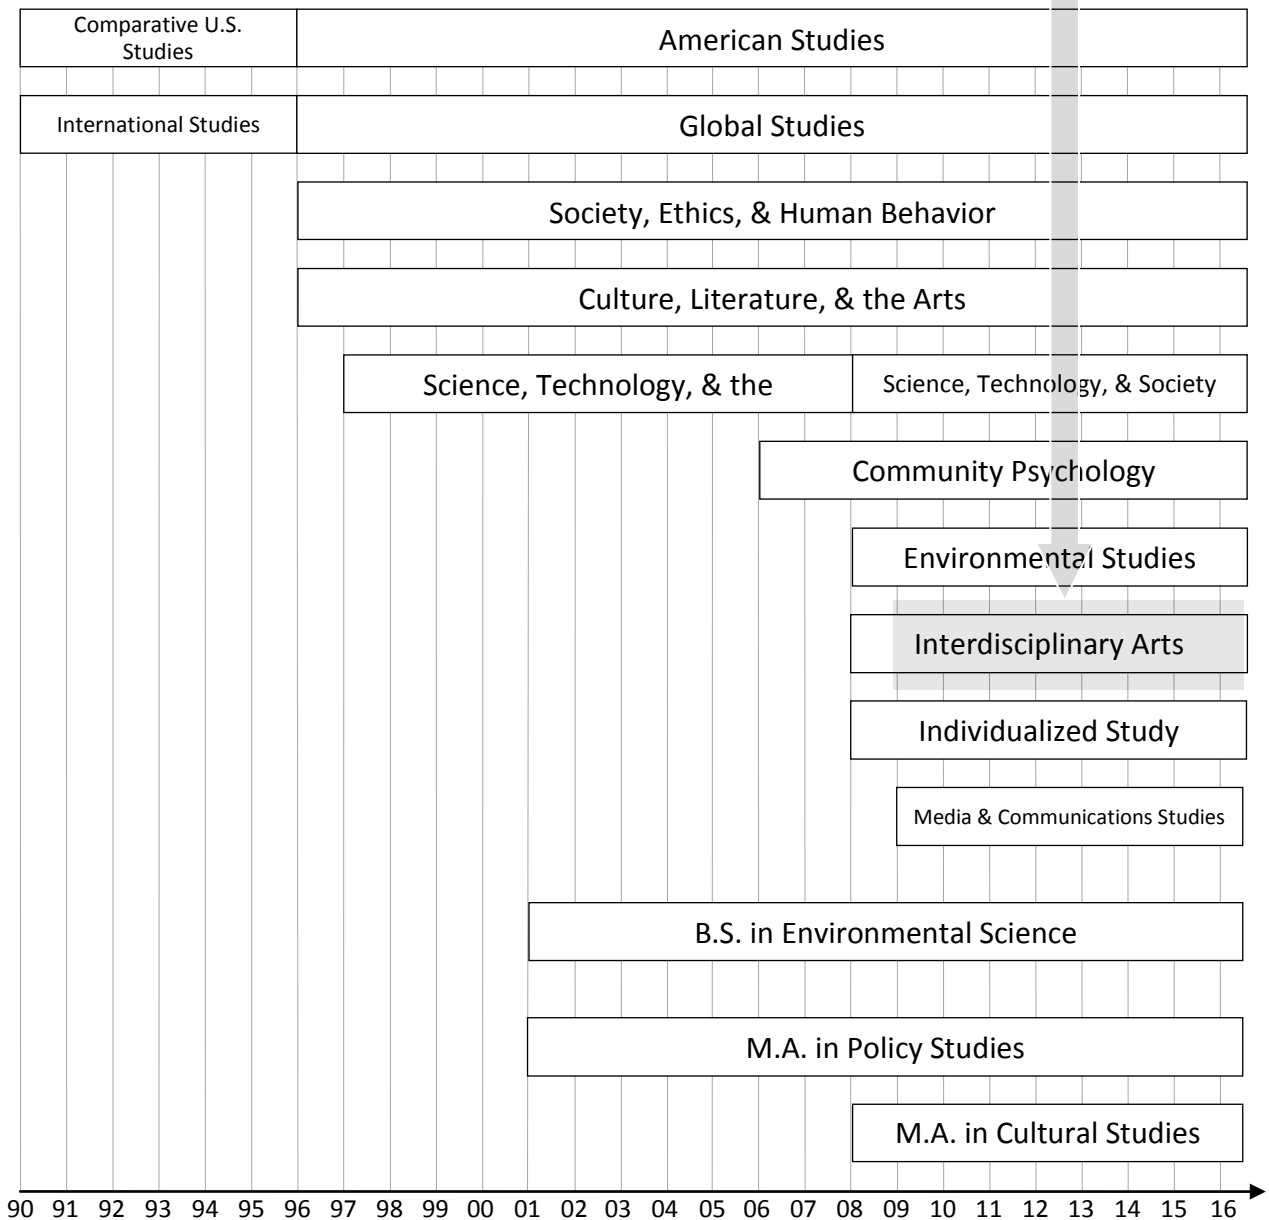 Comparative U.S.
Studies
American Studies
International Studies
Global Studies
Society, Ethics, & Human Behavior
Culture, Literature, & the Arts
Science, Technology, & the
Science, Technology, & Society
Community Psychology
Environmental Studies
Interdisciplinary Arts
Individualized Study
Media & Communications Studies
B.S. in Environmental Science
M.A. in Policy Studies
M.A. in Cultural Studies
90 91 92 93 94 95 96 97 98 99 00 01 02 03 04 05 06 07 08 09 10 11 12 13 14 15 16